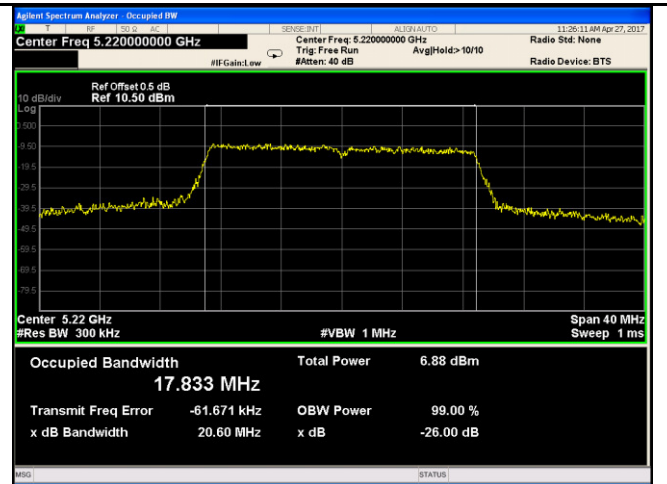 Agilent Spectrum Analyzer - Occupied BW
T RF 50 Ω AC SENSE:INT ALIGNAUTO 11:26:11 AM Apr 27, 2017
Center Freq 5.220000000 GHz Center Freq: 5.220000000 GHz Radio Std: None
Trig: Free Run Avg|Hold:> 10/10
#IFGain:Low #Atten: 40 dB Radio Device: BTS
Ref Offset 0.5 dB
10 dB/div Ref 10.50 dBm
Log
0.500
-9.50
-19.5
-29.5
-39.5
-49.5
-59.5
-69.5
-79.5
Center 5.22 GHz Span 40 MHz
#Res BW 300 kHz #VBW 1 MHz Sweep 1 ms
Occupied Bandwidth Total Power 6.88 dBm
17.833 MHz
Transmit Freq Error -61.671 kHz OBW Power 99.00 %
x dB Bandwidth 20.60 MHz x dB -26.00 dB
MSG STATUS